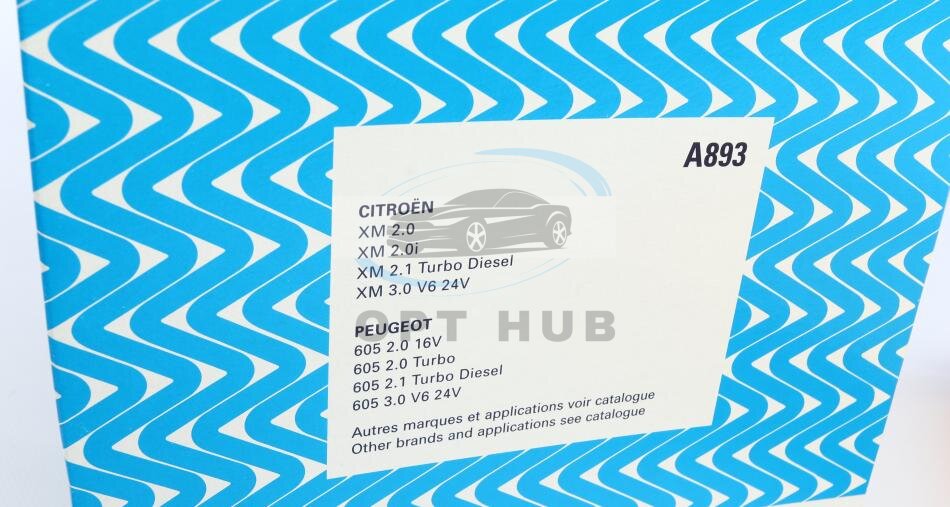 A893
CITROËN
XM 2.0
XM 2.0i
XM 2.1 Turbo Diesel
XM 3.0 V6 24V
OPT HUB
PEUGEOT
605 2.0 16V
605 2.0 Turbo
605 2.1 Turbo Diesel
605 3.0 V6 24V
Autres marques et applications voir catalogue
Other brands and applications see catalogue